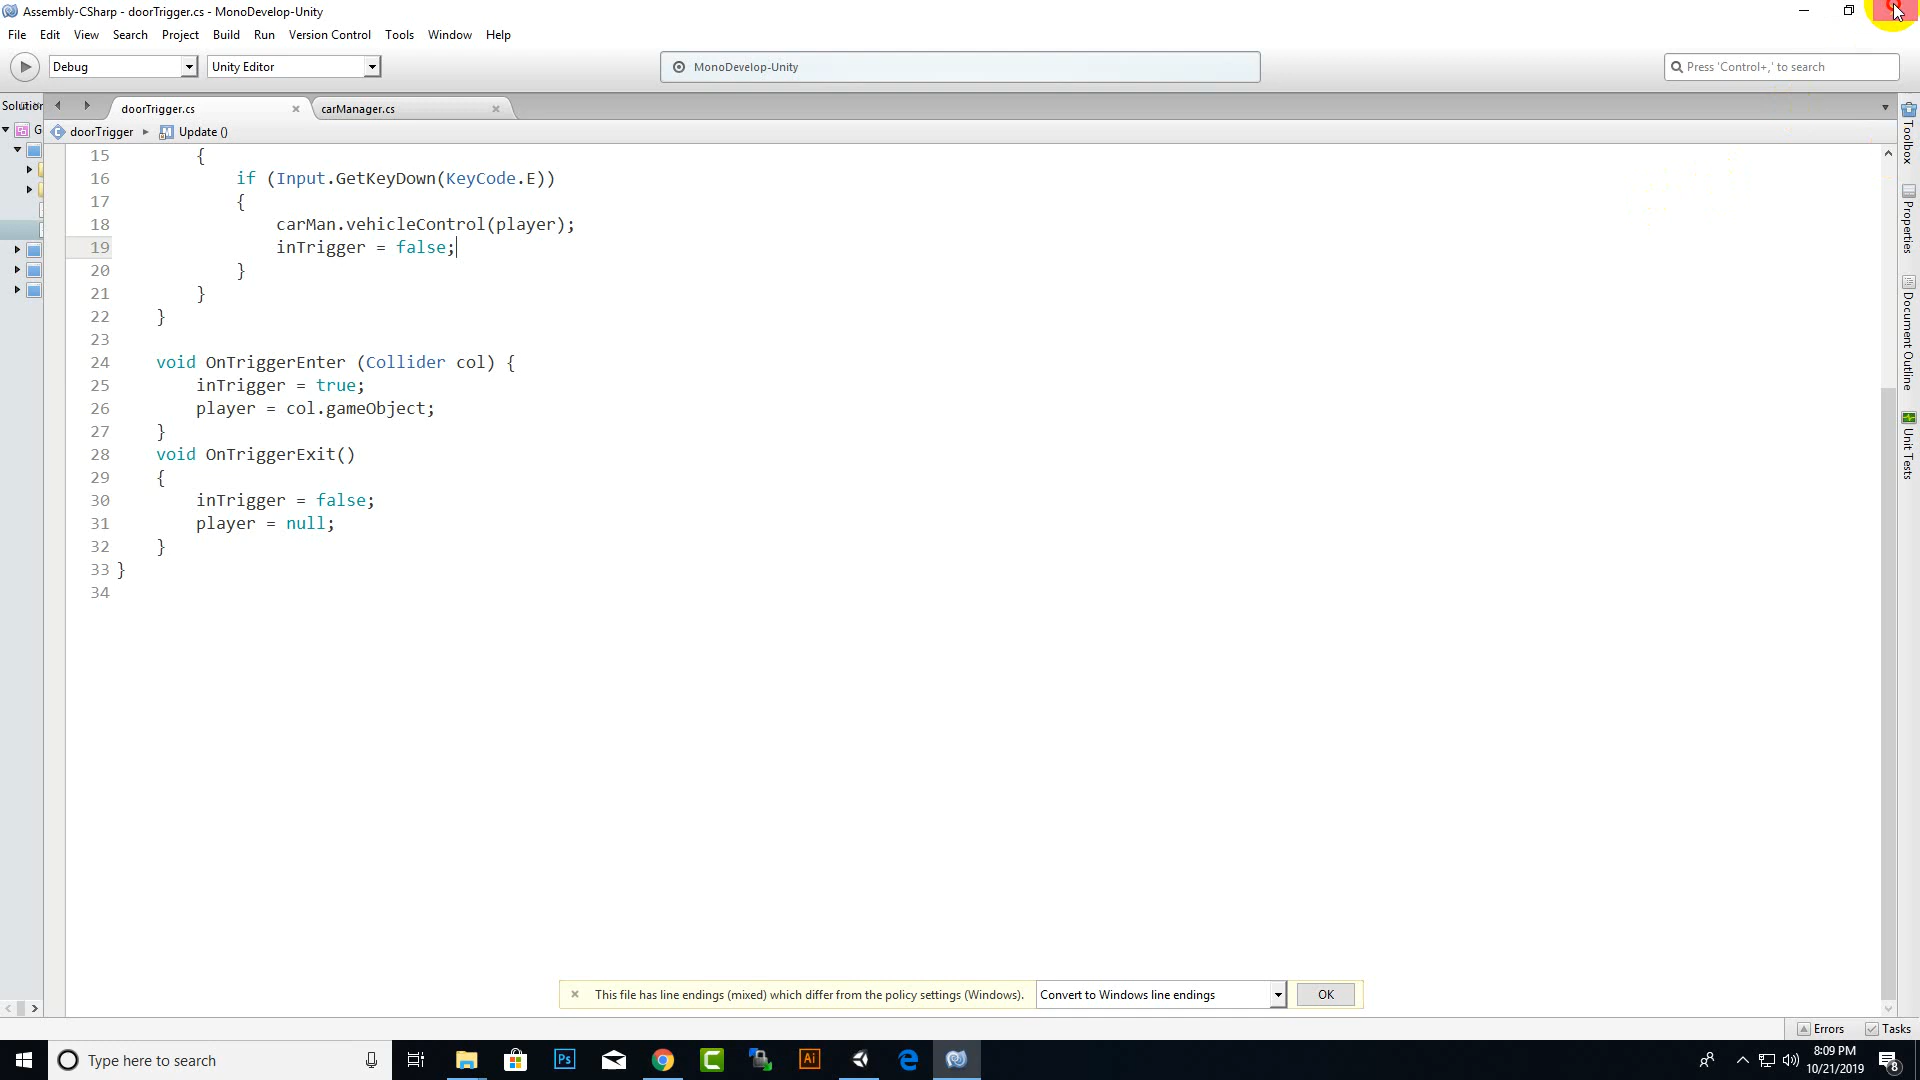 Assembly-CSharp - doorTrigger.cs - MonoDevelop-Unity
File Edit View Search Project Build Run Version Control Tools Window Help
Debug Unity Editor MonoDevelop-Unity Press 'Control+,' to search
Solution doorTrigger.cs carManager.cs
G doorTrigger Update ()
15 {
16 if (Input.GetKeyDown(KeyCode.E))
17 {
18 carMan.vehicleControl(player);
19 inTrigger = false;
20 }
21 }
22 }
23
24 void OnTriggerEnter (Collider col) {
25 inTrigger = true;
26 player = col.gameObject;
27 }
28 void OnTriggerExit()
29 {
30 inTrigger = false;
31 player = null;
32 }
33 }
34
Toolbox
Properties
Document Outline
Unit Tests
This file has line endings (mixed) which differ from the policy settings (Windows). Convert to Windows line endings OK
Errors Tasks
Type here to search
Ps
Ai
8:09 PM
10/21/2019
8